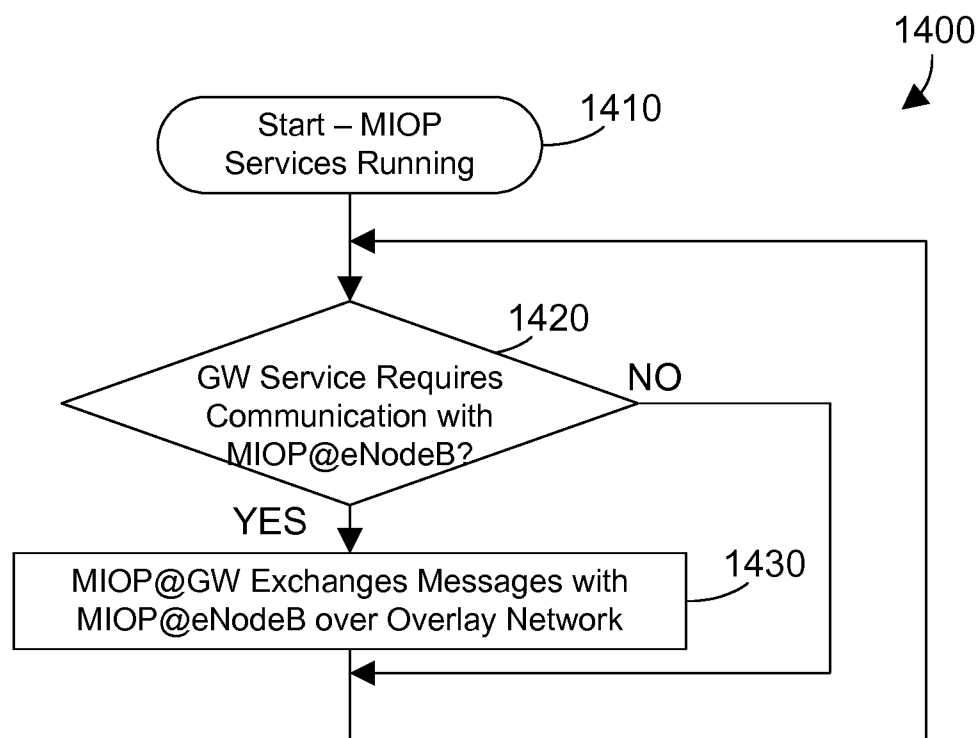 1400
Start – MIOP
Services Running
1410
1420
GW Service Requires
Communication with
MIOP@eNodeB?
NO
YES
MIOP@GW Exchanges Messages with
MIOP@eNodeB over Overlay Network
1430